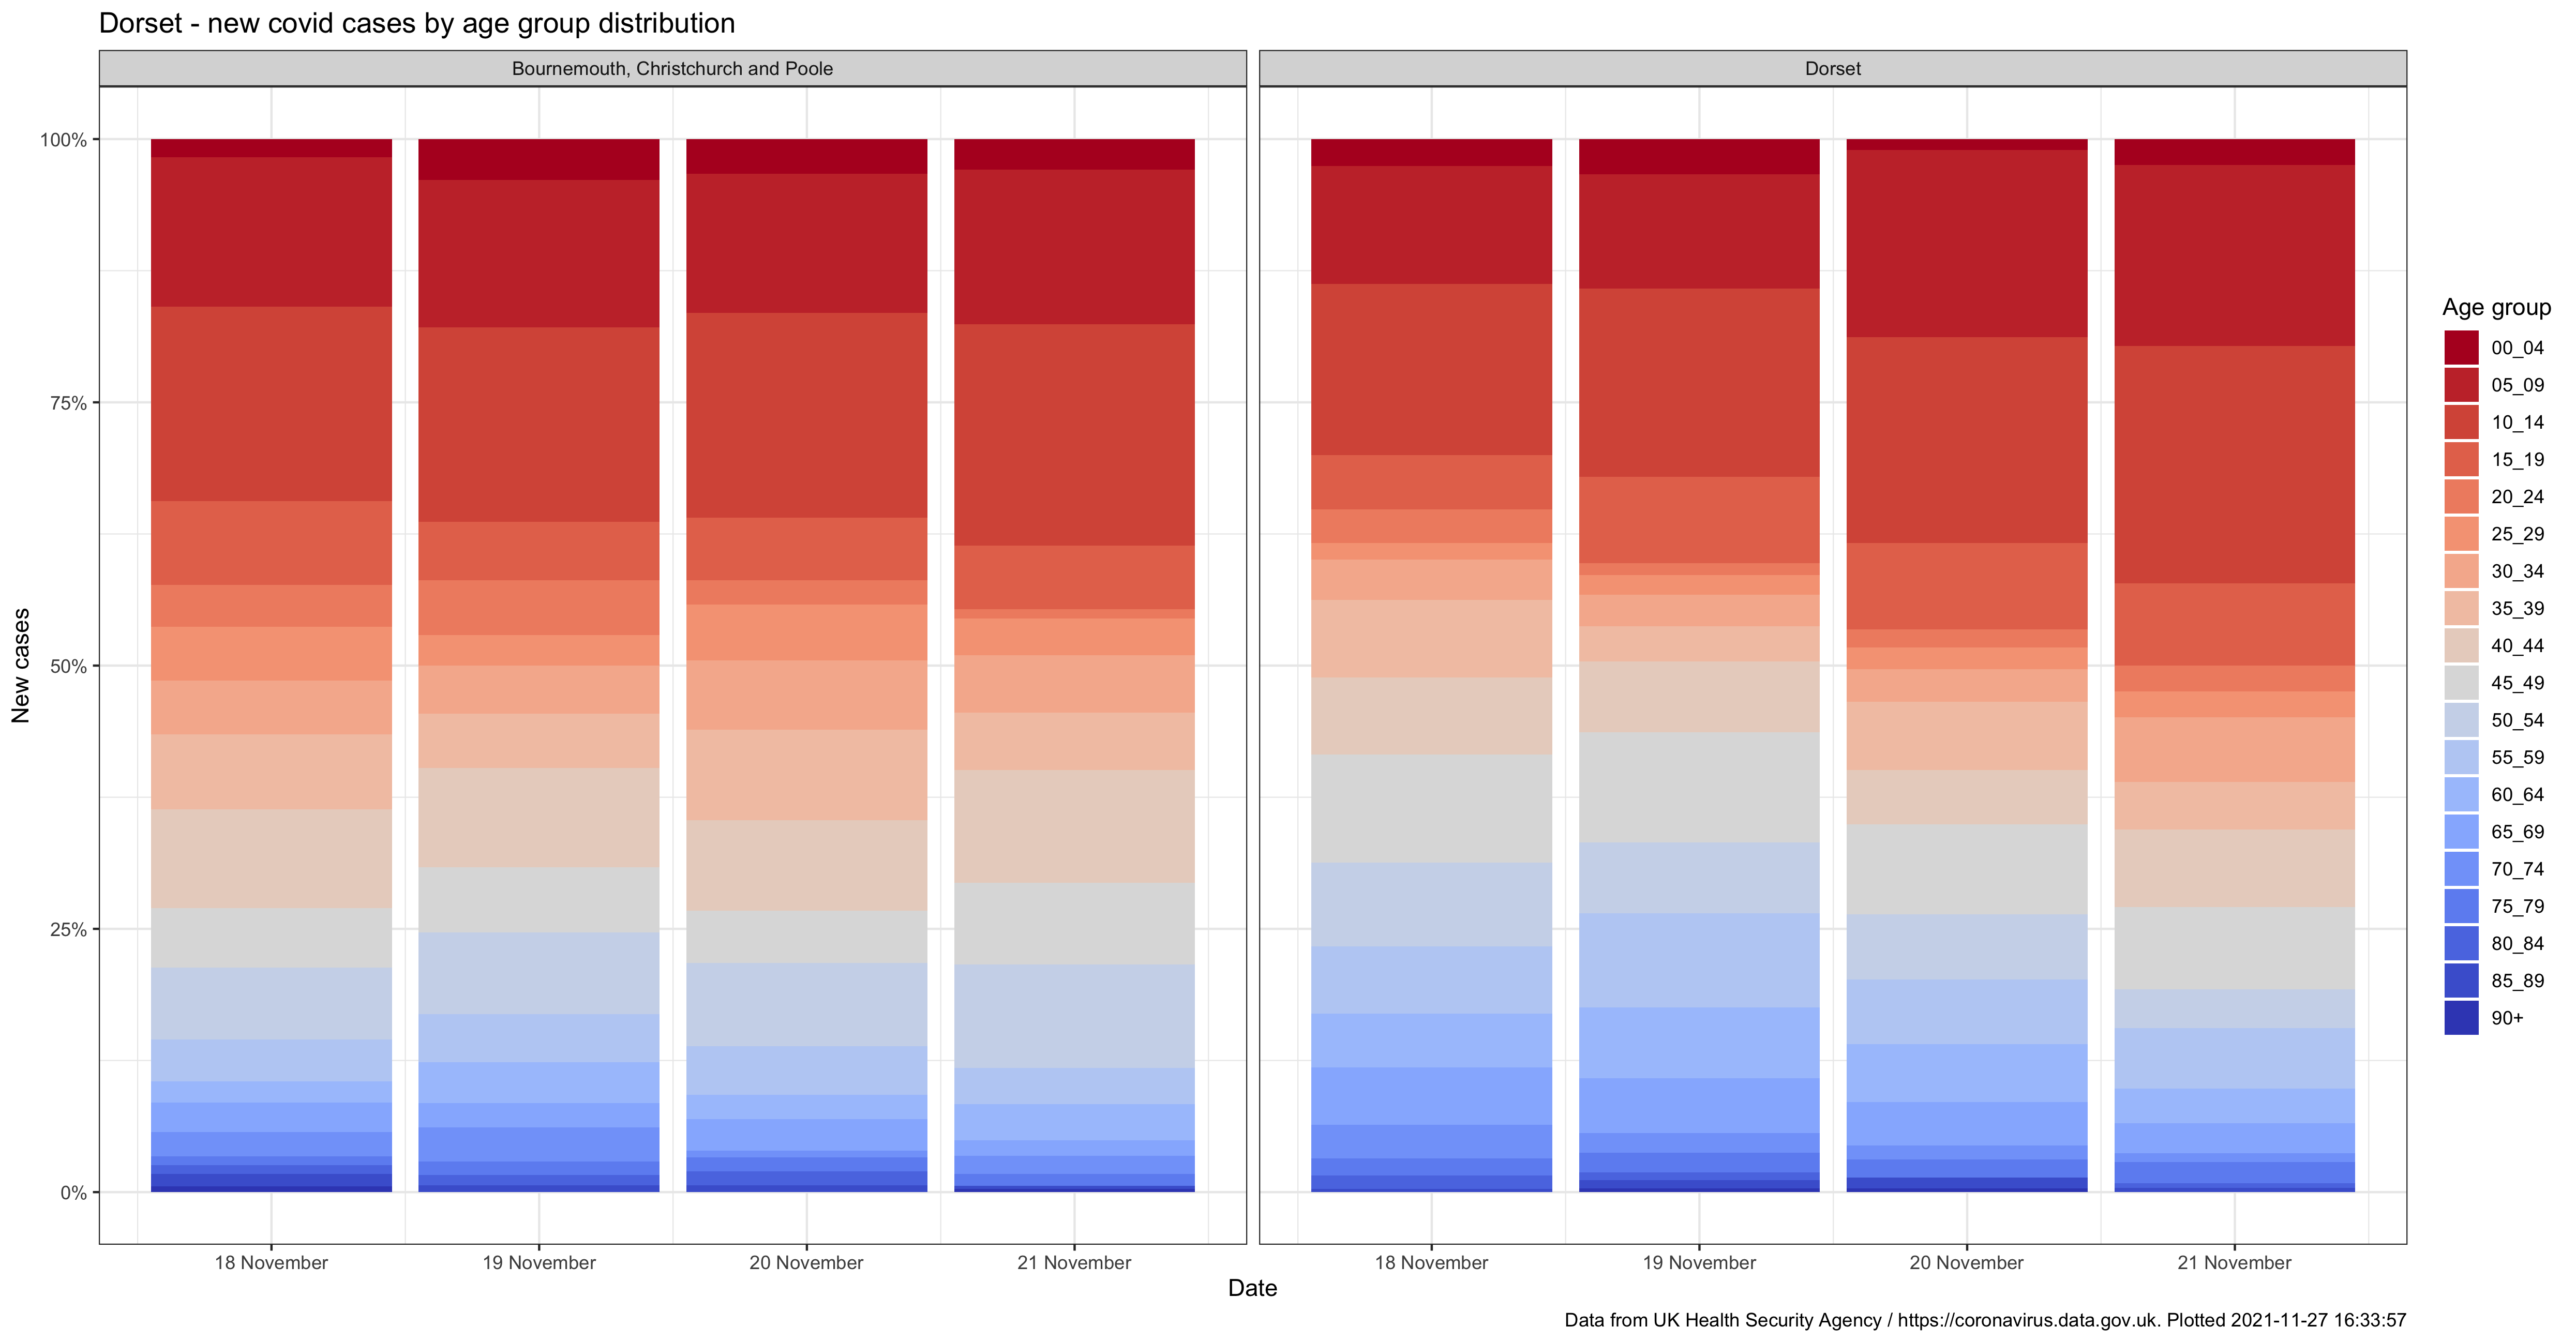 Dorset - new covid cases by age group distribution
Bournemouth, Christchurch and Poole
Dorset
New cases
100%
75%
50%
25%
0%
18 November
19 November
20 November
21 November
18 November
19 November
20 November
21 November
Date
Age group
00_04
05_09
10_14
15_19
20_24
25_29
30_34
35_39
40_44
45_49
50_54
55_59
60_64
65_69
70_74
75_79
80_84
85_89
90+
Data from UK Health Security Agency / https://coronavirus.data.gov.uk. Plotted 2021-11-27 16:33:57